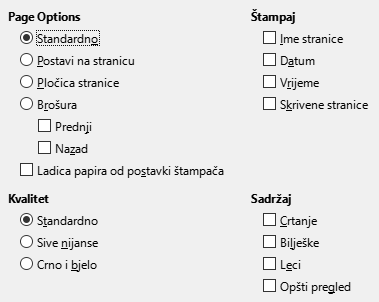 Page Options
Standardno
Postavi na stranicu
Pločica stranice
Brošura
Prednji
Nazad
Ladica papira od postavki štampača
Štampaj
Ime stranice
Datum
Vrijeme
Skrivene stranice
Kvalitet
Standardno
Sive nijanse
Crno i bjelo
Sadržaj
Crtanje
Bilješke
Leci
Opšti pregled